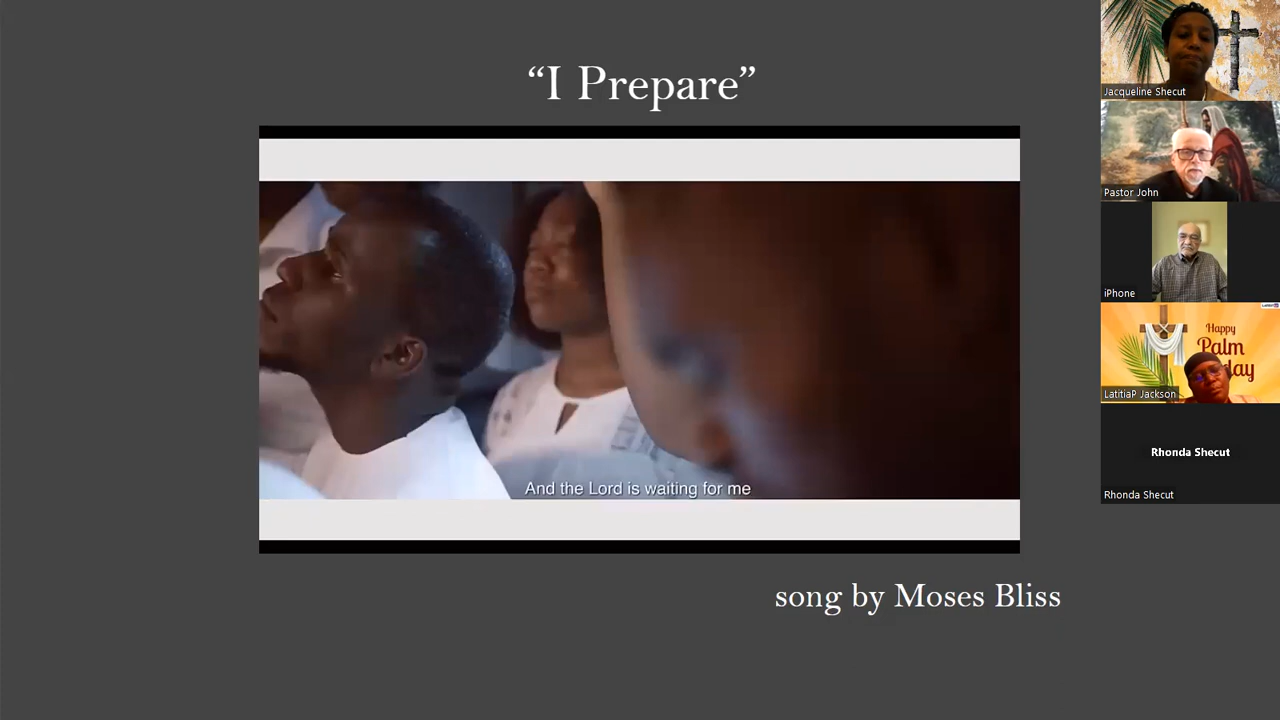 “I Prepare”
And the Lord is waiting for me
song by Moses Bliss
Jacqueline Shecut
Pastor John
iPhone
Happy
Palm
LatitiaP Jackson
Rhonda Shecut
Rhonda Shecut